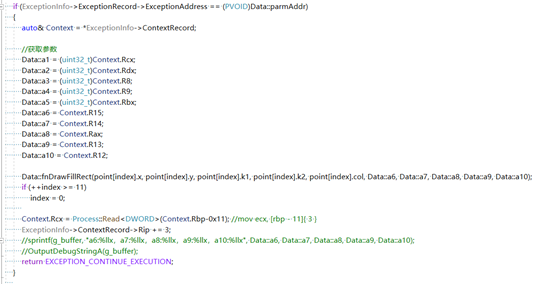 if (ExceptionInfo->ExceptionRecord->ExceptionAddress == (PVOID)Data::parmAddr)
{
auto& Context = *ExceptionInfo->ContextRecord;
//获取参数
Data::a1 = (uint32_t)Context.Rcx;
Data::a2 = (uint32_t)Context.Rdx;
Data::a3 = (uint32_t)Context.R8;
Data::a4 = (uint32_t)Context.R9;
Data::a5 = (uint32_t)Context.Rbx;
Data::a6 = Context.R15;
Data::a7 = Context.R14;
Data::a8 = Context.Rax;
Data::a9 = Context.R13;
Data::a10 = Context.R12;
Data::fnDrawFillRect(point[index].x, point[index].y, point[index].k1, point[index].k2, point[index].col, Data::a6, Data::a7, Data::a8, Data::a9, Data::a10);
if (++index >= 11)
index = 0;
Context.Rcx = Process::Read<DWORD>(Context.Rbp-0x11); //mov ecx, [rbp - 11]{ 3 }
ExceptionInfo->ContextRecord->Rip += 3;
//sprintf(g_buffer, "a6:%llx, a7:%llx, a8:%llx, a9:%llx, a10:%llx", Data::a6, Data::a7, Data::a8, Data::a9, Data::a10);
//OutputDebugStringA(g_buffer);
return EXCEPTION_CONTINUE_EXECUTION;
}